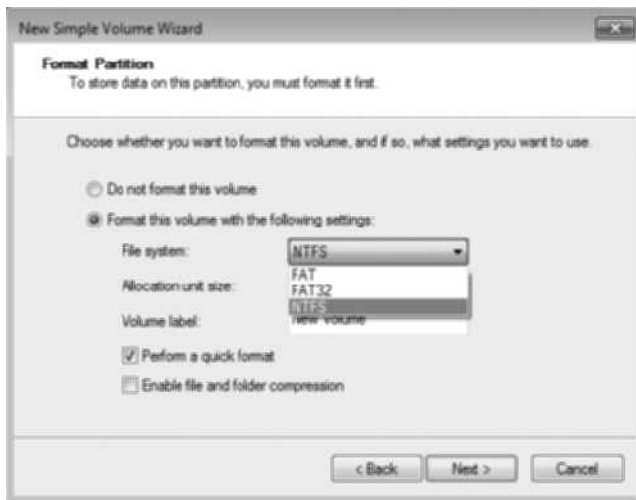 New Simple Volume Wizard
Format Partition
To store data on this partition, you must format it first.
Choose whether you want to format this volume, and if so, what settings you want to use.
Do not format this volume
Format this volume with the following settings:
File system: NTFS
FAT
Allocation unit size: FAT32
NTFS
Volume label: New Volume
Perform a quick format
Enable file and folder compression
< Back Next > Cancel